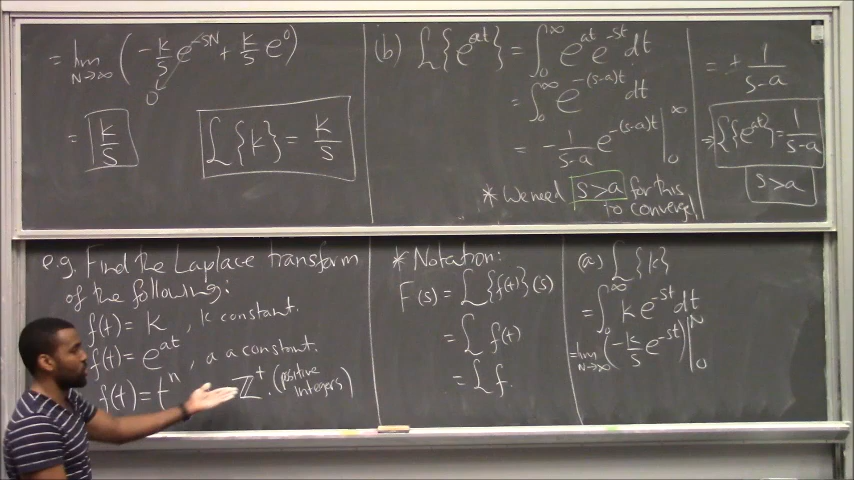 = lim N→∞ (-k/s e^-sN + k/s e^0)
0
= k/s
L{k} = k/s
(b) L{e^at} = ∫_0^∞ e^at e^-st dt
= ∫_0^∞ e^-(s-a)t dt
= -1/s-a e^-(s-a)t |_0^∞
* We need s>a for this
to converge!
= + 1/s-a
⇒ L{e^at} = 1/s-a
s>a
e.g. Find the Laplace transform
of the following:
f(t) = k, k constant.
f(t) = e^at, a a constant.
f(t) = t^n, ℤ^+. (positive
integers)
* Notation:
F(s) = L{f(t)}(s)
= L f(t)
= L f.
(a) L{k}
= ∫_0^∞ k e^-st dt
= lim N→∞ (-k/s e^-st) |_0^N